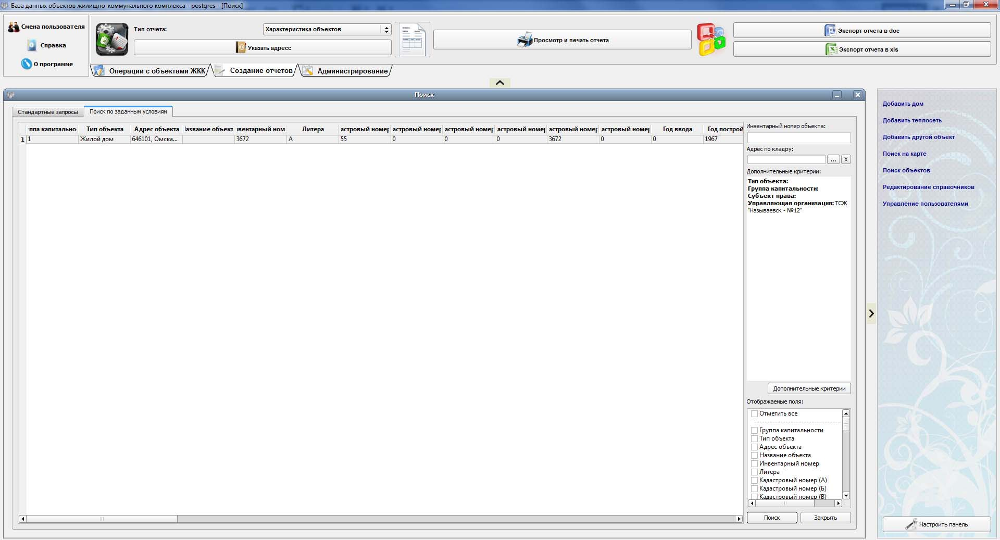 База данных объектов жилищно-коммунального комплекса - postgres - [Поиск]
Смена пользователя
Справка
О программе
Тип отчета:
Характеристика объектов
Указать адресс
Просмотр и печать отчета
Экспорт отчета в doc
Экспорт отчета в xls
Операции с объектами ЖКК
Создание отчетов
Администрирование
Поиск
Стандартные запросы
Поиск по заданным условиям
ппа капитально Тип объекта Адрес объекта Название объект вентарный ном Литера астровый номер астровый номер астровый номер астровый номер астровый номер астровый номер Год ввода Год построй
1 1 Жилой дом 646101, Омска... 3672 А 55 0 0 0 3672 0 0 1967
Инвентарный номер объекта:
Адрес по кладру:
... X
Дополнительные критерии:
Тип объекта:
Группа капитальности:
Субъект права:
Управляющая организация: ТСЖ
"Называевск - №12"
Дополнительные критерии
Отображаемые поля:
Отметить все
Группа капитальности
Тип объекта
Адрес объекта
Название объекта
Инвентарный номер
Литера
Кадастровый номер (А)
Кадастровый номер (Б)
Кадастровый номер (В)
Поиск
Закрыть
Добавить дом
Добавить теплосеть
Добавить другой объект
Поиск на карте
Поиск объектов
Редактирование справочников
Управление пользователями
Настроить панель